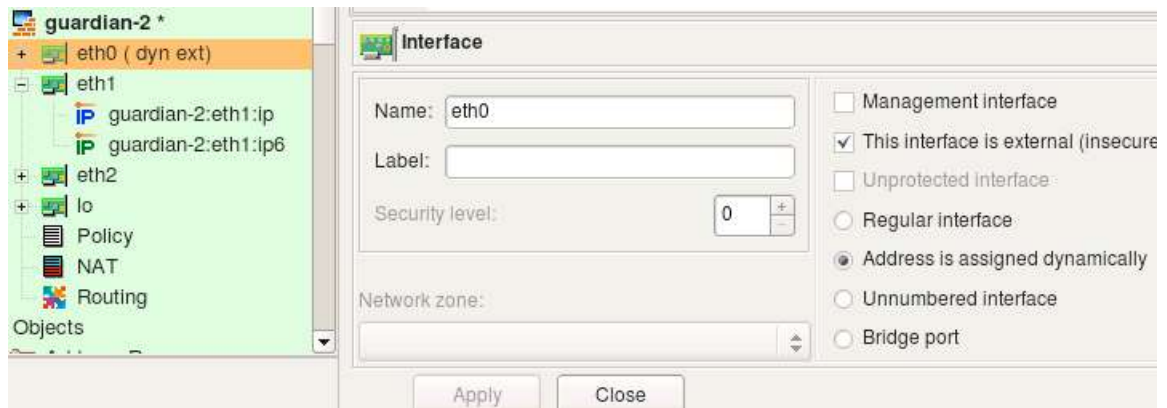 guardian-2 *
eth0 ( dyn ext)
eth1
guardian-2:eth1:ip
guardian-2:eth1:ip6
eth2
lo
Policy
NAT
Routing
Objects
Interface
Name: eth0
Label:
Security level: 0
Network zone:
Management interface
This interface is external (insecure
Unprotected interface
Regular interface
Address is assigned dynamically
Unnumbered interface
Bridge port
Apply Close